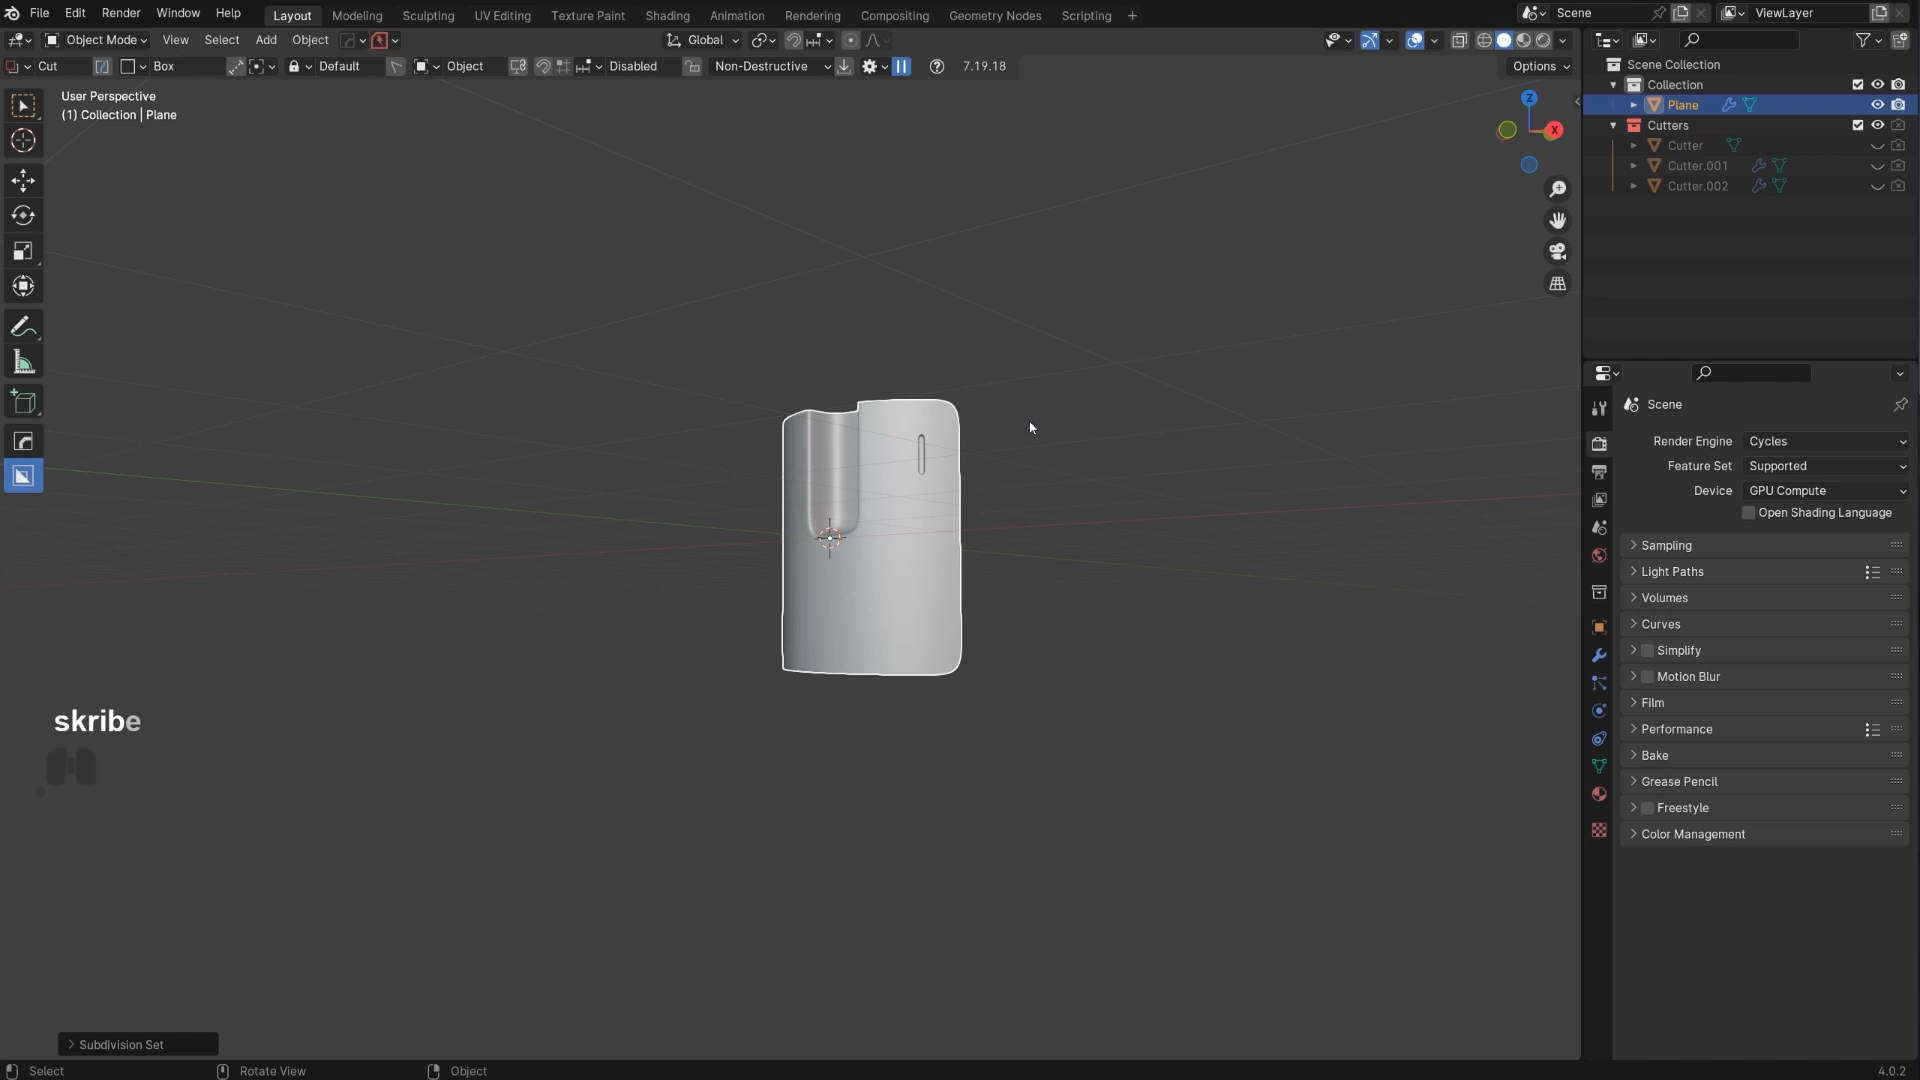 File Edit Render Window Help Layout Modeling Sculpting UV Editing Texture Paint Shading Animation Rendering Compositing Geometry Nodes Scripting + Scene ViewLayer
Object Mode View Select Add Object Global
Cut Box Default Object Disabled Non-Destructive 7.19.18 Options
User Perspective
(1) Collection | Plane
Z
X
Scene Collection
Collection
Plane
Cutters
Cutter
Cutter.001
Cutter.002
Scene
Render Engine Cycles
Feature Set Supported
Device GPU Compute
Open Shading Language
Sampling
Light Paths
Volumes
Curves
Simplify
Motion Blur
Film
Performance
Bake
Grease Pencil
Freestyle
Color Management
skribe
Subdivision Set
Select Rotate View Object 4.0.2